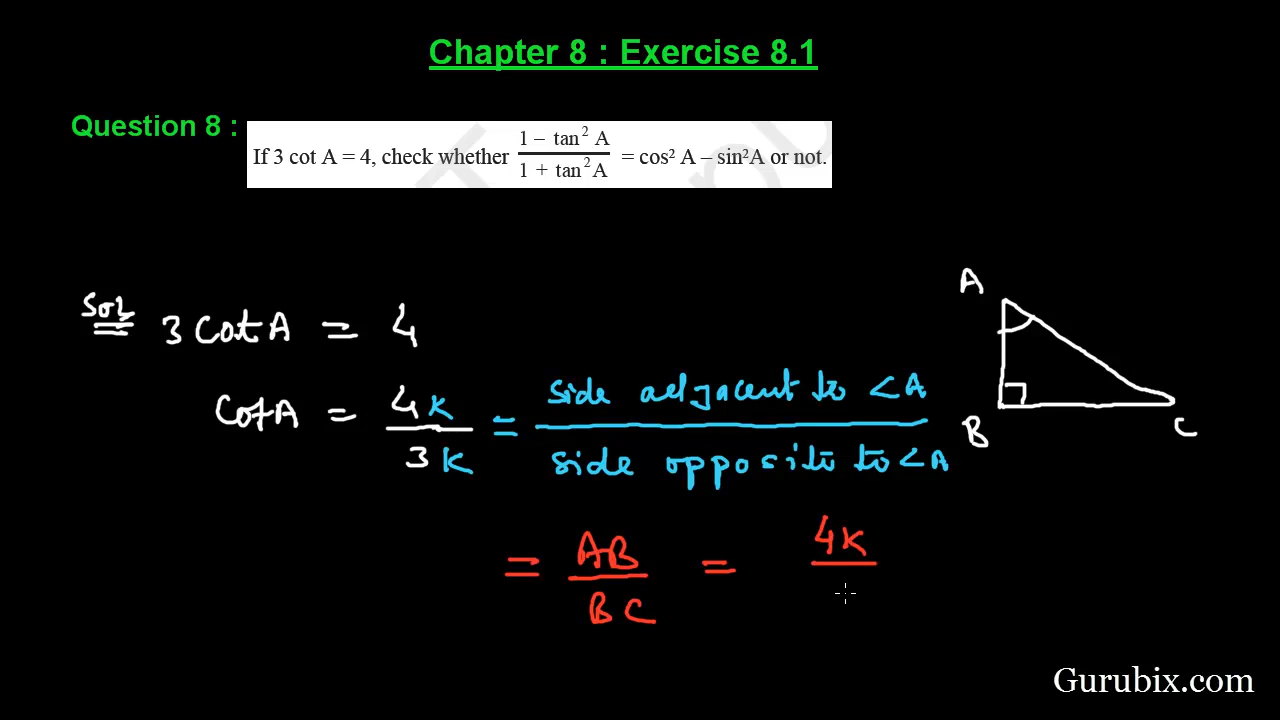 Chapter 8 : Exercise 8.1
Question 8 :
If 3 cot A = 4, check whether (1 – tan² A)/(1 + tan² A) = cos² A – sin²A or not.
Sol
3 Cot A = 4
A
Cot A = 4K/3K = side adjacent to ∠A/side opposite to ∠A
B
C
= AB/BC = 4K
Gurubix.com